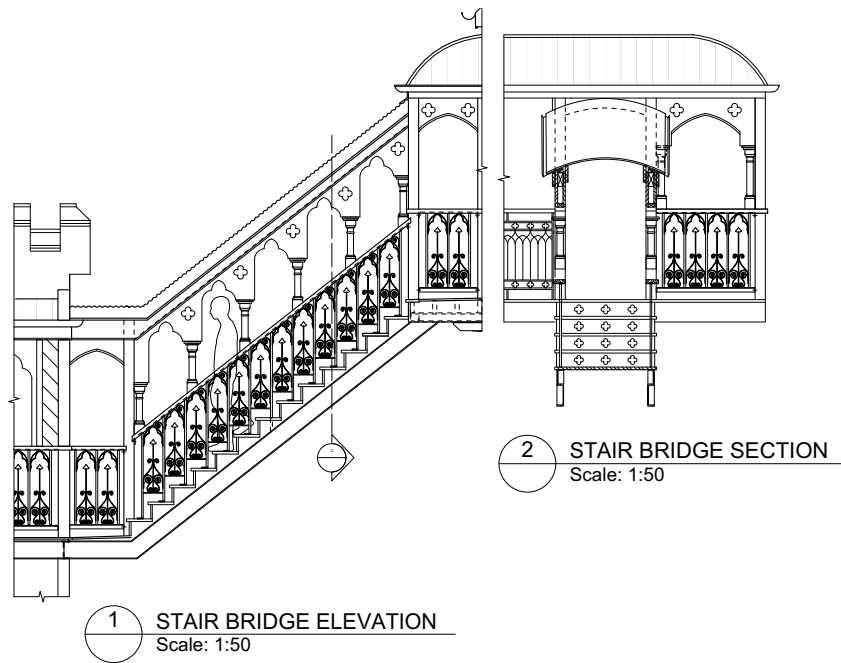 2
STAIR BRIDGE SECTION
Scale: 1:50
1
STAIR BRIDGE ELEVATION
Scale: 1:50